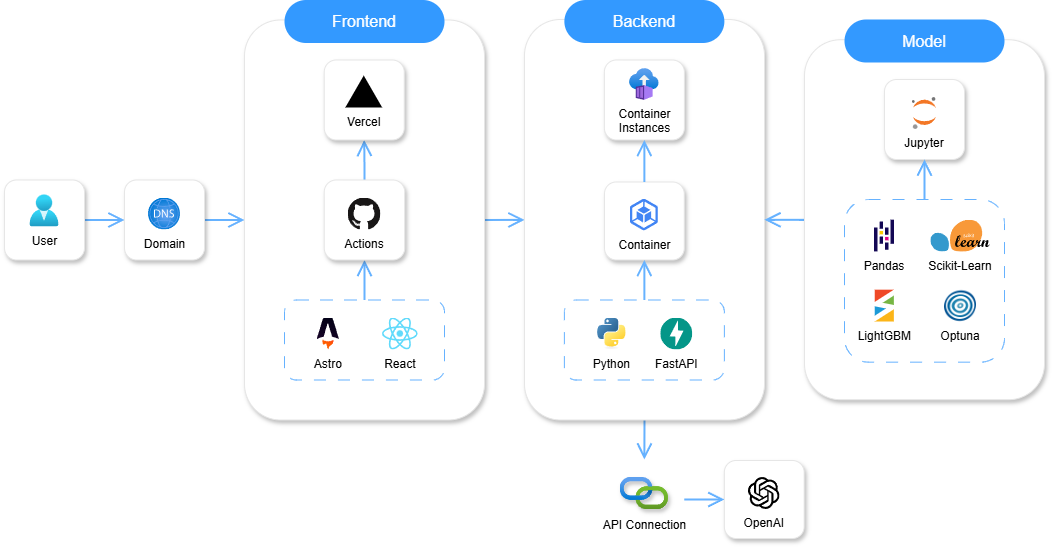 Frontend
Backend
Model
Vercel
Container
Instances
Jupyter
User
DNS
Domain
Actions
Container
Pandas
scikit
learn
Scikit-Learn
LightGBM
Optuna
Astro
React
Python
FastAPI
API Connection
OpenAI